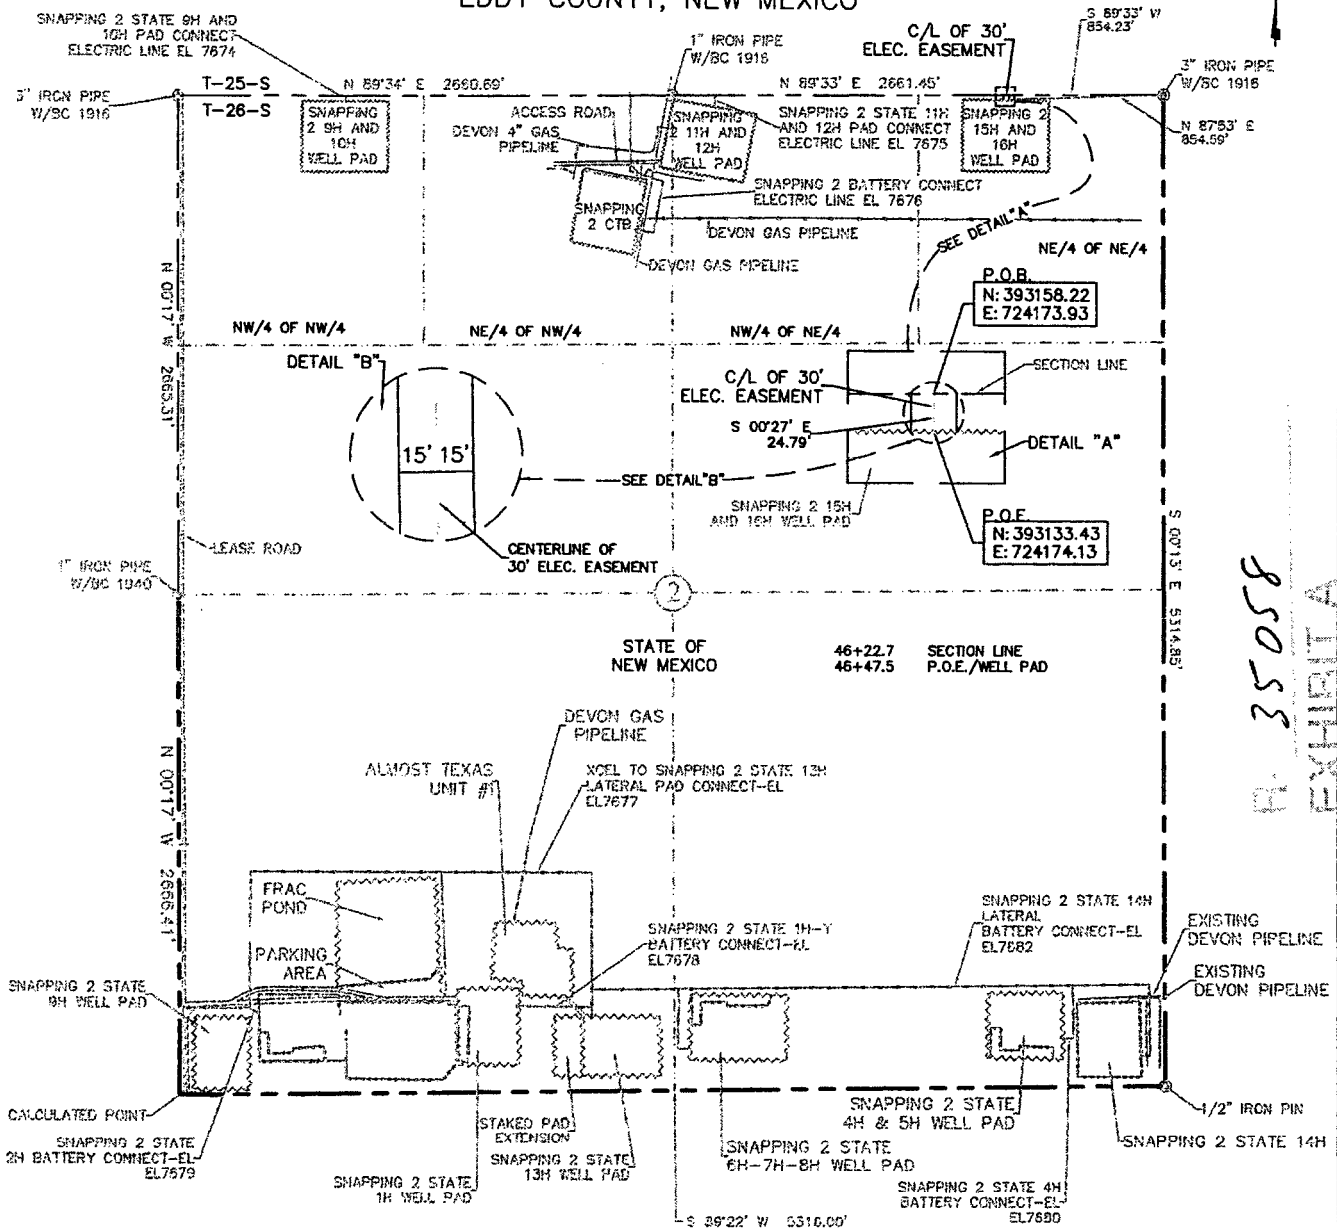 EDDY COUNTY, NEW MEXICO
SNAPPING 2 STATE 9H AND
10H PAD CONNECT
ELECTRIC LINE EL 7674
1" IRON PIPE
W/BC 1916
C/L OF 30'
ELEC. EASEMENT
S 89°33' W
854.23'
3" IRON PIPE
W/BC 1916
T-25-S
T-26-S
N 89°34' E 2660.69'
N 89°33' E 2661.45'
3" IRON PIPE
W/BC 1916
N 87°53' E
854.59'
SNAPPING
2 9H AND
10H
WELL PAD
ACCESS ROAD
DEVON 4" GAS
PIPELINE
SNAPPING
2 11H AND
12H
WELL PAD
SNAPPING 2 STATE 11H
AND 12H PAD CONNECT
ELECTRIC LINE EL 7675
SNAPPING 2
15H AND
16H
WELL PAD
SNAPPING 2 BATTERY CONNECT
ELECTRIC LINE EL 7676
SNAPPING
2 CTB
DEVON GAS PIPELINE
DEVON GAS PIPELINE
SEE DETAIL"A"
NE/4 OF NE/4
P.O.B.
N: 393158.22
E: 724173.93
N 00°17' W 2665.31'
NW/4 OF NW/4
NE/4 OF NW/4
NW/4 OF NE/4
DETAIL "B"
SECTION LINE
C/L OF 30'
ELEC. EASEMENT
S 00°27' E
24.79'
DETAIL "A"
15' 15'
SEE DETAIL"B"
SNAPPING 2 15H
AND 16H WELL PAD
P.O.E.
N: 393133.43
E: 724174.13
LEASE ROAD
CENTERLINE OF
30' ELEC. EASEMENT
1" IRON PIPE
W/BC 1940
2
S 00°13' E 5314.85'
STATE OF
NEW MEXICO
46+22.7 SECTION LINE
46+47.5 P.O.E./WELL PAD
R. 35058
EXHIBIT A
DEVON GAS
PIPELINE
ALMOST TEXAS
UNIT #1
XCEL TO SNAPPING 2 STATE 13H
LATERAL PAD CONNECT-EL
EL7677
N 00°17' W 2666.41'
FRAC
POND
PARKING
AREA
SNAPPING 2 STATE 1H-Y
BATTERY CONNECT-EL
EL7678
SNAPPING 2 STATE 14H
LATERAL
BATTERY CONNECT-EL
EL7682
EXISTING
DEVON PIPELINE
EXISTING
DEVON PIPELINE
SNAPPING 2 STATE
9H WELL PAD
CALCULATED POINT
SNAPPING 2 STATE
2H BATTERY CONNECT-EL
EL7679
SNAPPING 2 STATE
1H WELL PAD
STAKED PAD
EXTENSION
SNAPPING 2 STATE
13H WELL PAD
SNAPPING 2 STATE
6H-7H-8H WELL PAD
SNAPPING 2 STATE
4H & 5H WELL PAD
SNAPPING 2 STATE 4H
BATTERY CONNECT-EL
EL7680
1/2" IRON PIN
SNAPPING 2 STATE 14H
S 89°22' W 5316.00'